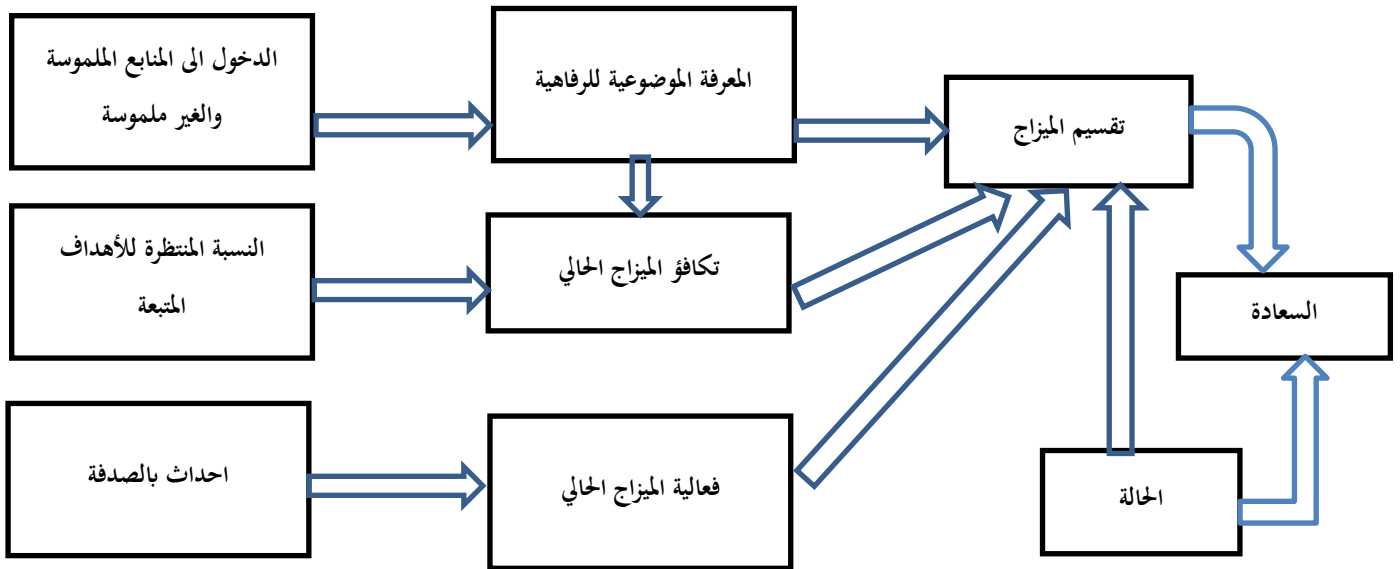 الدخول الى المنابع الملموسة
والغير ملموسة
المعرفة الموضوعية للرفاهية
تقسيم الميزاج
النسبة المنتظرة للأهداف
المتبعة
تكافؤ الميزاج الحالي
السعادة
احداث بالصدفة
فعالية الميزاج الحالي
الحالة